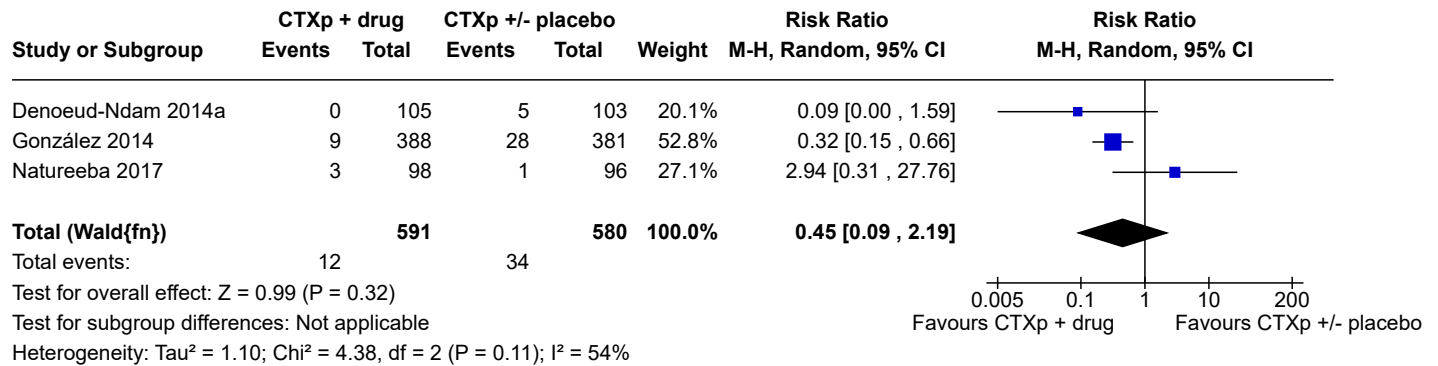 CTXp + drug CTXp +/- placebo Risk Ratio Risk Ratio
Study or Subgroup Events Total Events Total Weight M-H, Random, 95% CI M-H, Random, 95% CI
Denoeud-Ndam 2014a 0 105 5 103 20.1% 0.09 [0.00 , 1.59]
González 2014 9 388 28 381 52.8% 0.32 [0.15 , 0.66]
Natureeba 2017 3 98 1 96 27.1% 2.94 [0.31 , 27.76]
Total (Wald{fn}) 591 580 100.0% 0.45 [0.09 , 2.19]
Total events: 12 34
Test for overall effect: Z = 0.99 (P = 0.32)
0.005 0.1 1 10 200
Test for subgroup differences: Not applicable
Favours CTXp + drug Favours CTXp +/- placebo
Heterogeneity: Tau² = 1.10; Chi² = 4.38, df = 2 (P = 0.11); I² = 54%